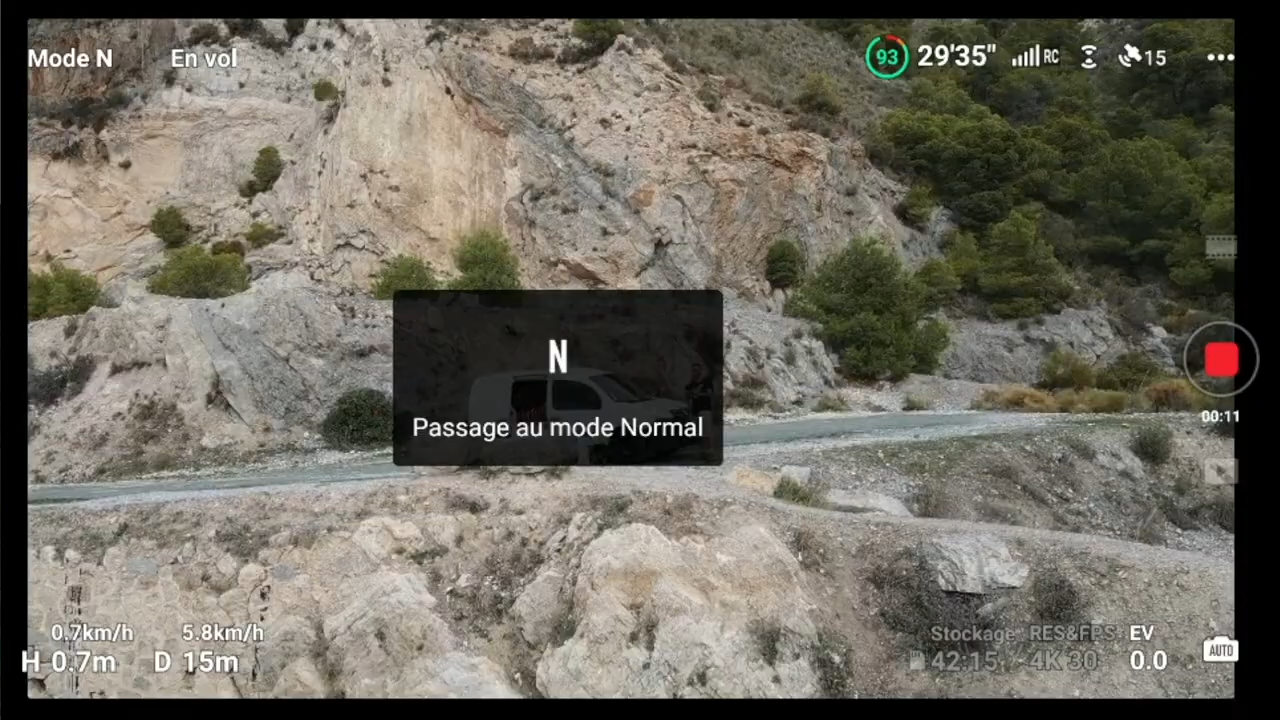 Mode N
En vol
93
29'35"
RC
15
N
Passage au mode Normal
00:11
0.7km/h
5.8km/h
H 0.7m
D 15m
Stockage
RES&FPS
EV
42:15
4K 30
0.0
AUTO